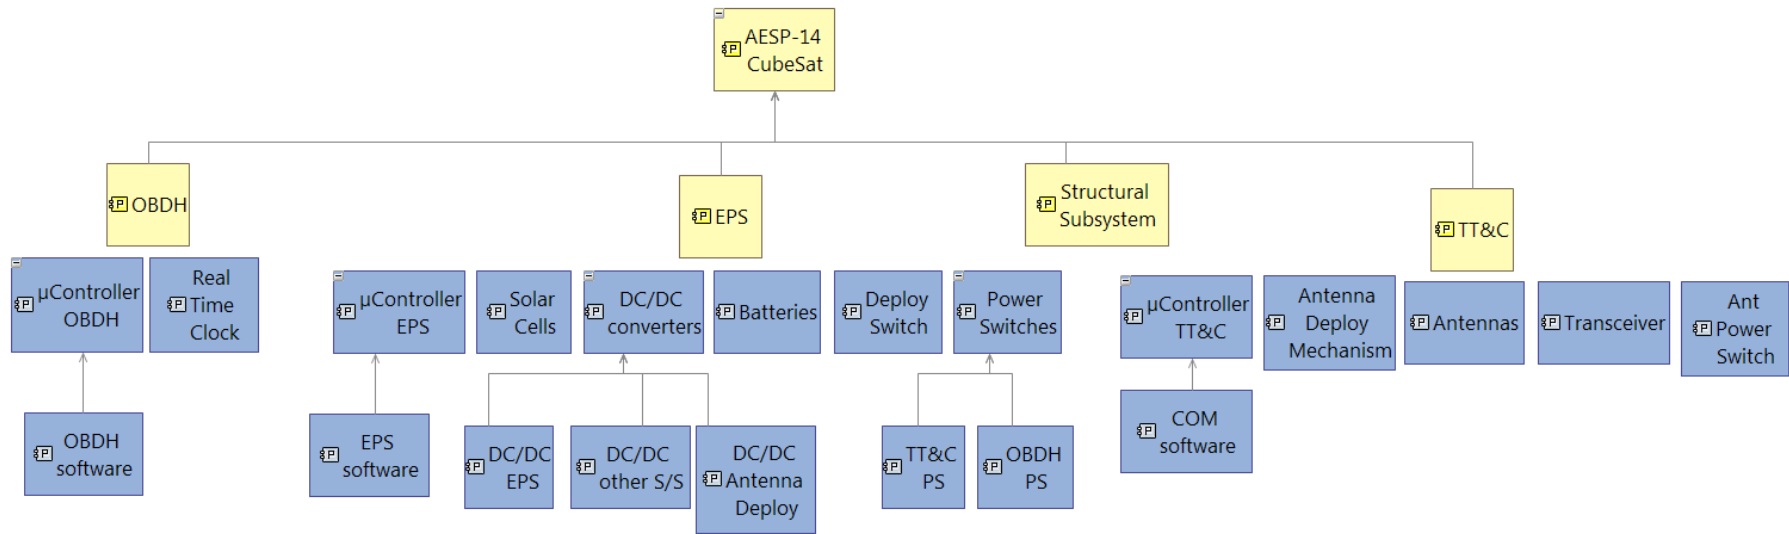 AESP-14
CubeSat
OBDH
EPS
Structural
Subsystem
TT&C
µController
OBDH
Real
Time
Clock
µController
EPS
Solar
Cells
DC/DC
converters
Batteries
Deploy
Switch
Power
Switches
µController
TT&C
Antenna
Deploy
Mechanism
Antennas
Transceiver
Ant
Power
Switch
OBDH
software
EPS
software
DC/DC
EPS
DC/DC
other S/S
DC/DC
Antenna
Deploy
TT&C
PS
OBDH
PS
COM
software